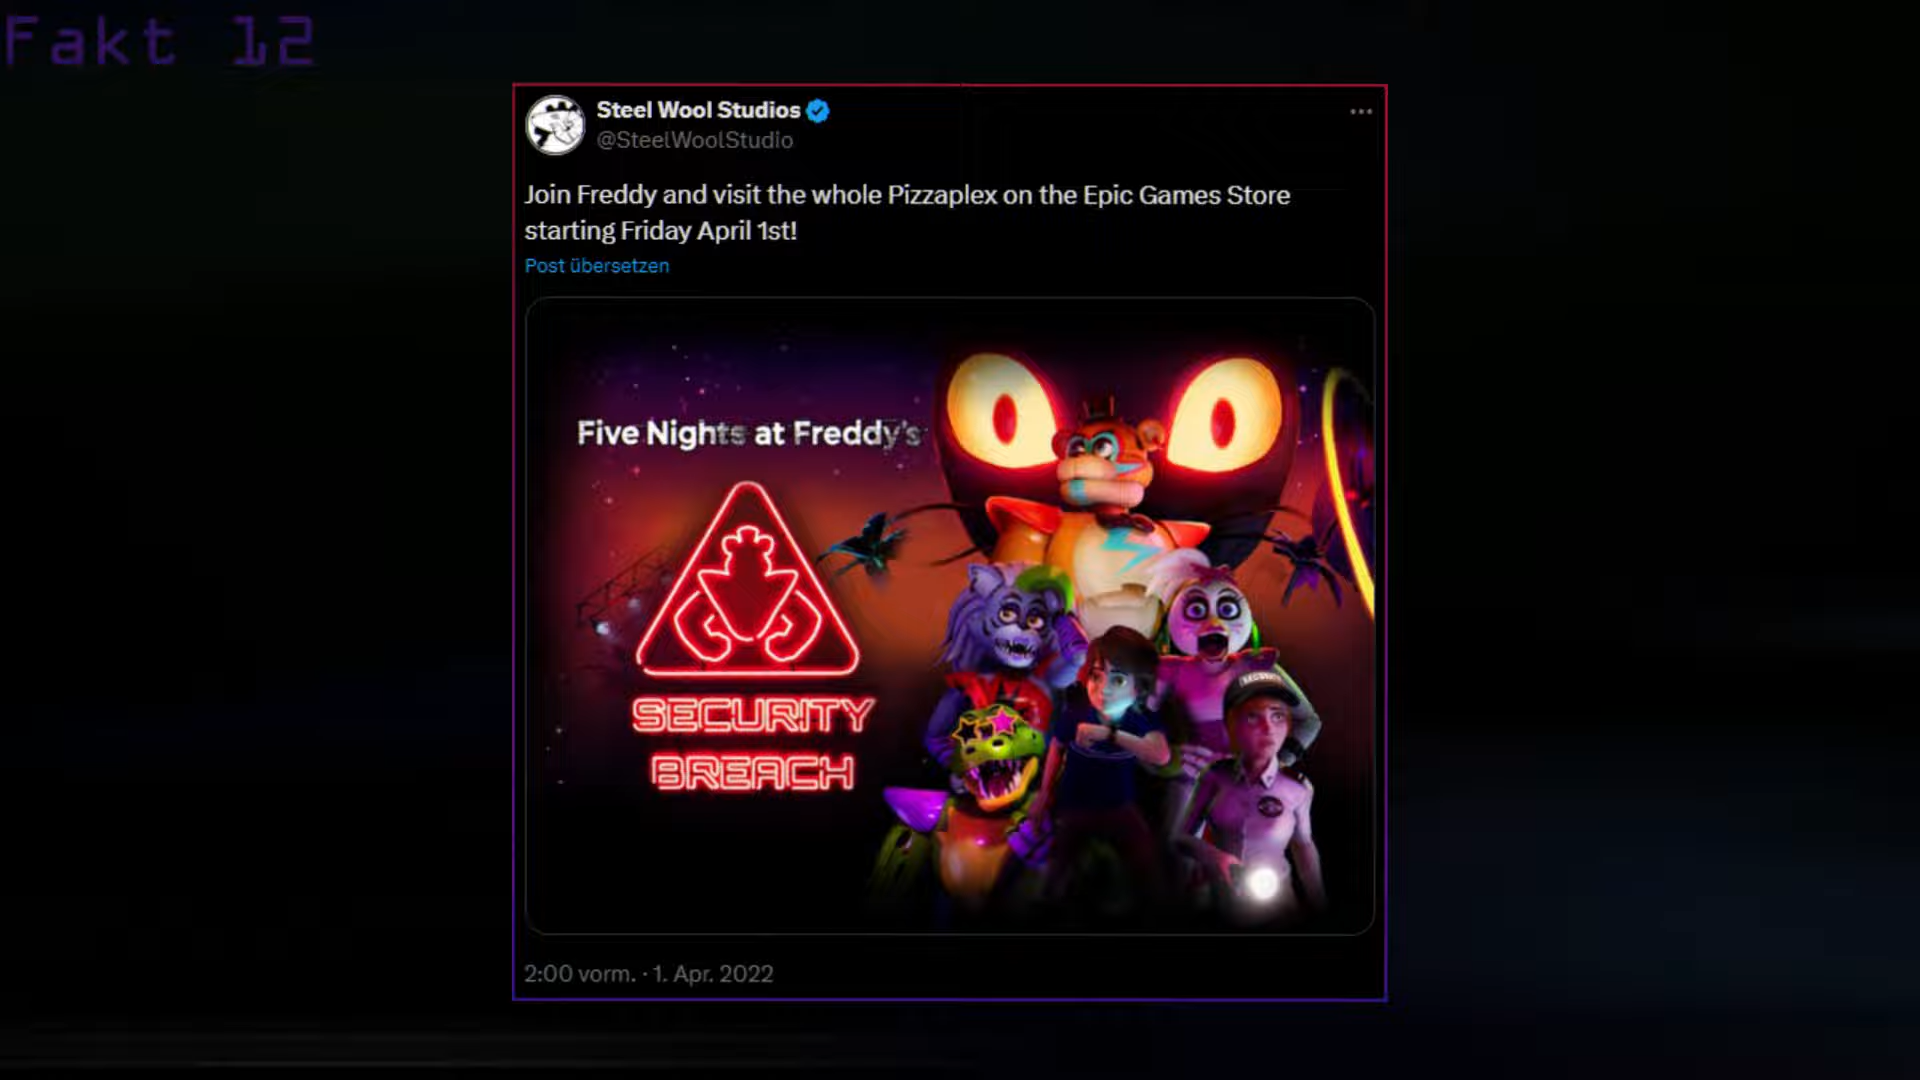 Fakt 12
Steel Wool Studios
@SteelWoolStudio
Join Freddy and visit the whole Pizzaplex on the Epic Games Store
starting Friday April 1st!
Post übersetzen
Five Nights at Freddy's
SECURITY
BREACH
SECURITY
2:00 vorm. · 1. Apr. 2022